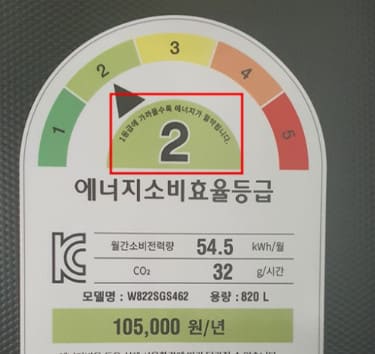 1 2 3 4 5
1등급에 가까울수록 에너지가 절약됩니다.
2
에너지소비효율등급
월간소비전력량 54.5 kWh/월
CO₂ 32 g/시간
모델명 : W822SGS462 용량 : 820 L
105,000 원/년